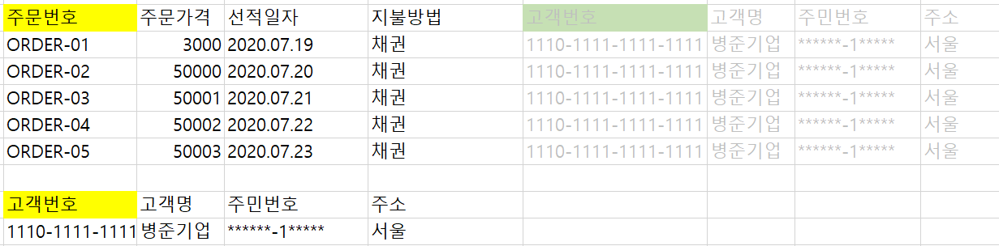 주문번호 주문가격 선적일자 지불방법 고객번호 고객명 주민번호 주소
ORDER-01 3000 2020.07.19 채권 1110-1111-1111-1111 병준기업 ******-1***** 서울
ORDER-02 50000 2020.07.20 채권 1110-1111-1111-1111 병준기업 ******-1***** 서울
ORDER-03 50001 2020.07.21 채권 1110-1111-1111-1111 병준기업 ******-1***** 서울
ORDER-04 50002 2020.07.22 채권 1110-1111-1111-1111 병준기업 ******-1***** 서울
ORDER-05 50003 2020.07.23 채권 1110-1111-1111-1111 병준기업 ******-1***** 서울
고객번호 고객명 주민번호 주소
1110-1111-1111 병준기업 ******-1***** 서울